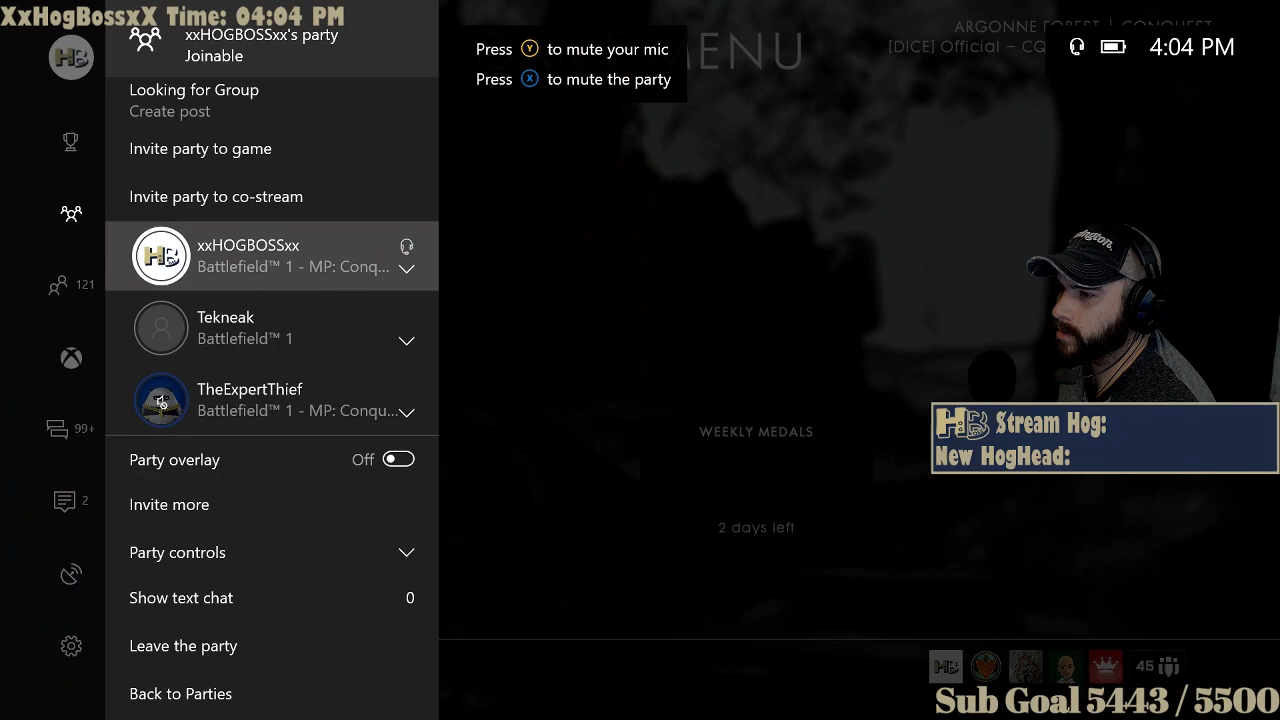 XxHogBossxX Time: 04:04 PM
xxHOGBOSSxx's party
Joinable
Looking for Group
Create post
Invite party to game
Invite party to co-stream
xxHOGBOSSxx
Battlefield™ 1 - MP: Conq...
Tekneak
Battlefield™ 1
TheExpertThief
Battlefield™ 1 - MP: Conqu...
Party overlay Off
Invite more
Party controls
Show text chat 0
Leave the party
Back to Parties
HB
121
99+
2
Press Y to mute your mic
Press X to mute the party
MENU
ARGONNE FOREST | CONQUEST
[DICE] Official - CQ
4:04 PM
WEEKLY MEDALS
2 days left
HB Stream Hog:
New HogHead:
HB
45
Sub Goal 5443 / 5500